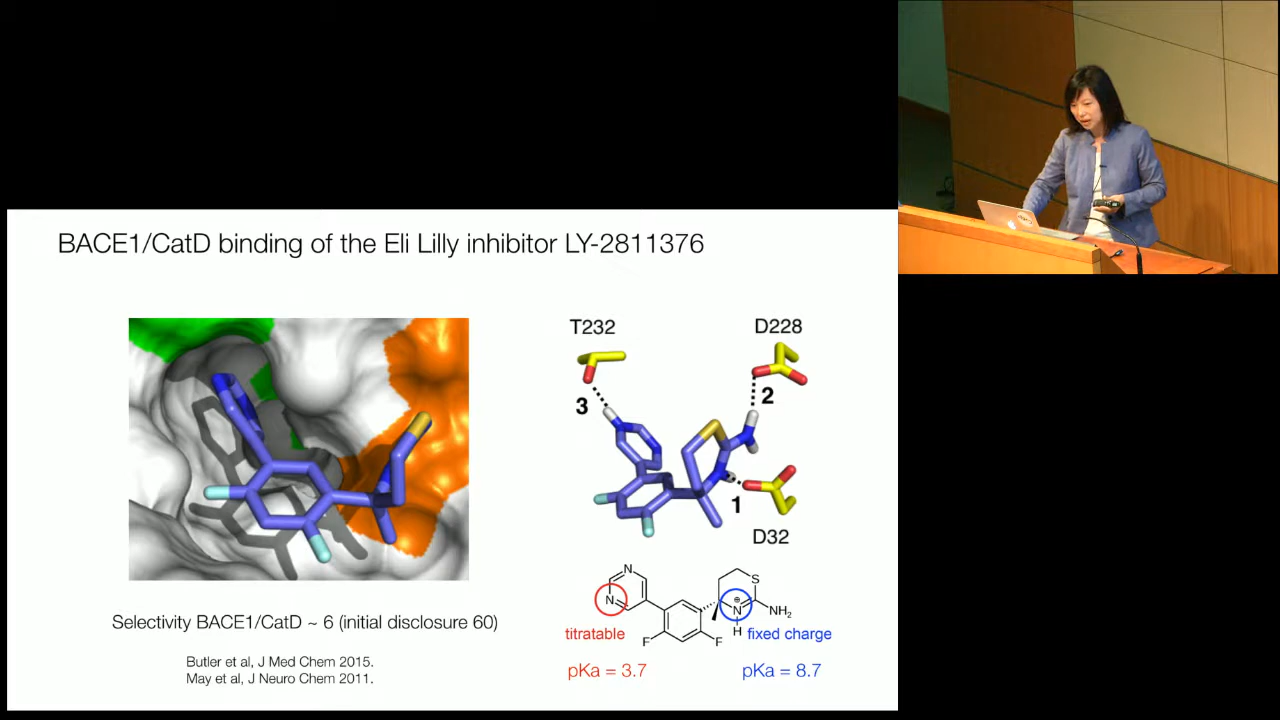 BACE1/CatD binding of the Eli Lilly inhibitor LY-2811376
T232
D228
3
2
1
D32
N
N
S
⊕
N
H
NH₂
F
F
titratable
fixed charge
pKa = 3.7
pKa = 8.7
Selectivity BACE1/CatD ~ 6 (initial disclosure 60)
Butler et al, J Med Chem 2015.
May et al, J Neuro Chem 2011.